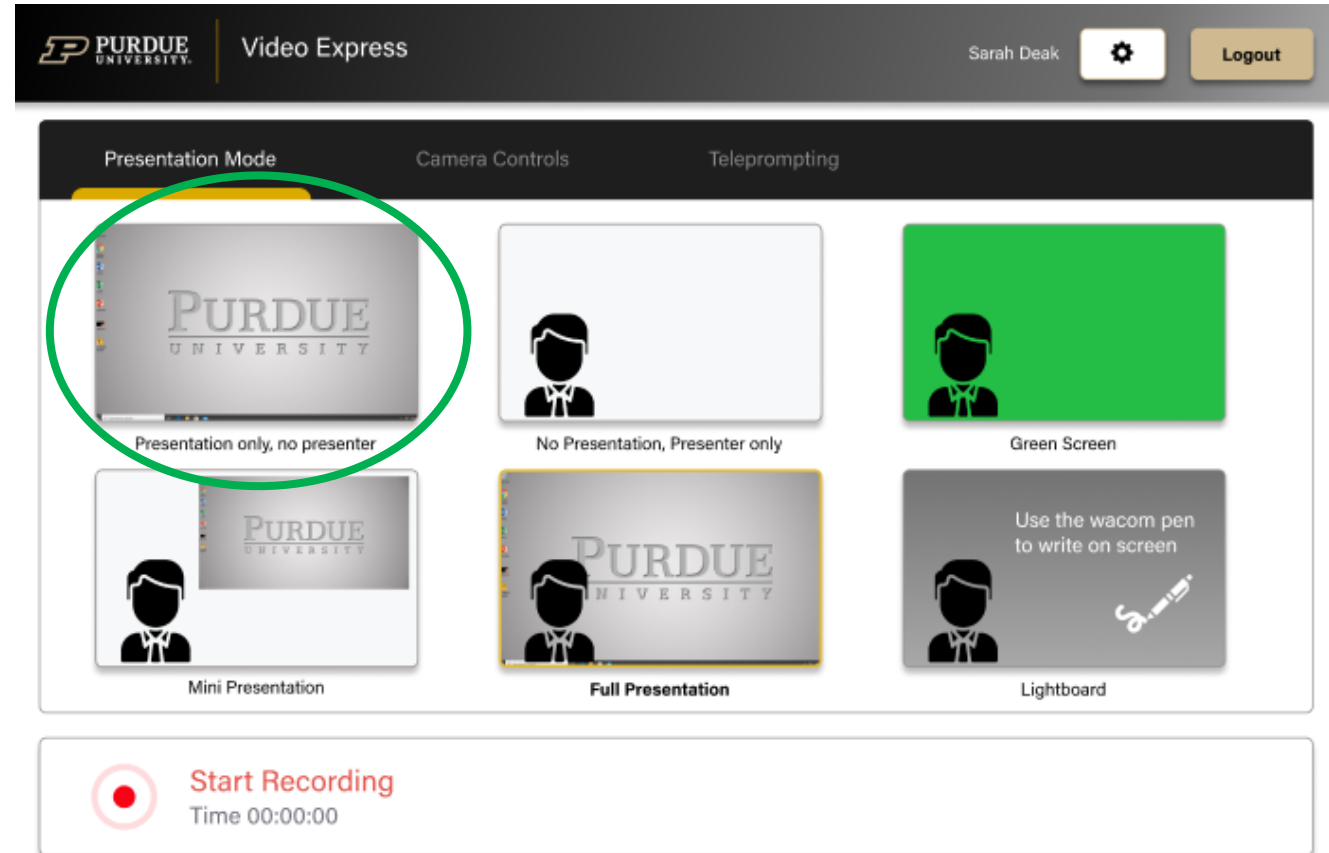 PURDUE
UNIVERSITY.
Video Express
Sarah Deak
Logout
Presentation Mode
Camera Controls
Teleprompting
PURDUE
UNIVERSITY
Presentation only, no presenter
No Presentation, Presenter only
Green Screen
PURDUE
UNIVERSITY
Mini Presentation
PURDUE
NIVERSITY
Full Presentation
Use the wacom pen
to write on screen
Lightboard
Start Recording
Time 00:00:00